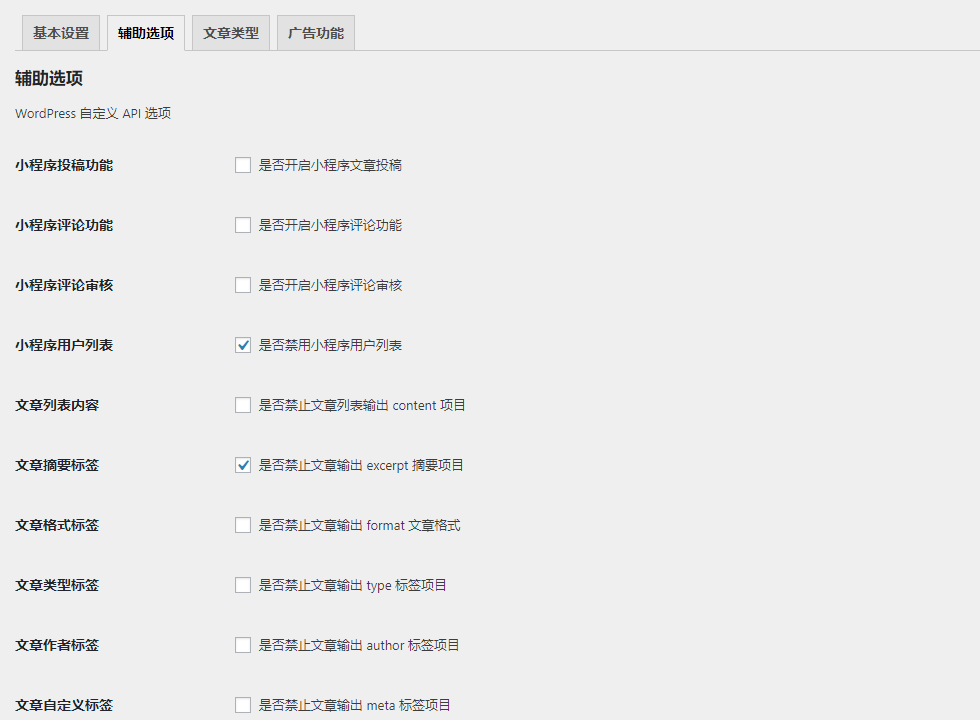 基本设置 辅助选项 文章类型 广告功能
辅助选项
WordPress 自定义 API 选项
小程序投稿功能 是否开启小程序文章投稿
小程序评论功能 是否开启小程序评论功能
小程序评论审核 是否开启小程序评论审核
小程序用户列表 是否禁用小程序用户列表
文章列表内容 是否禁止文章列表输出 content 项目
文章摘要标签 是否禁止文章输出 excerpt 摘要项目
文章格式标签 是否禁止文章输出 format 文章格式
文章类型标签 是否禁止文章输出 type 标签项目
文章作者标签 是否禁止文章输出 author 标签项目
文章自定义标签 是否禁止文章输出 meta 标签项目